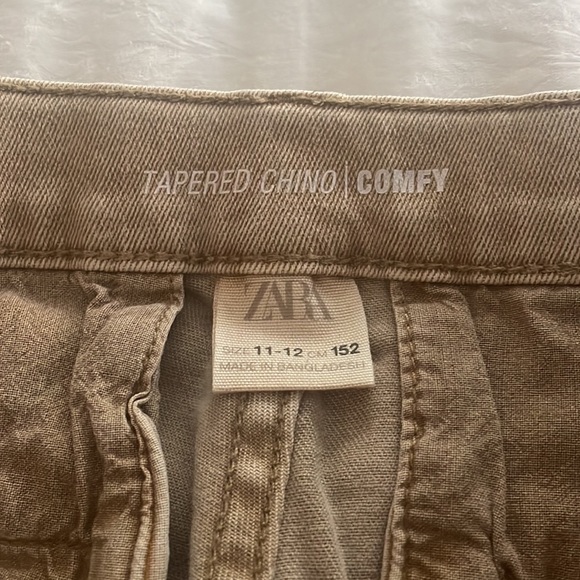 TAPERED CHINO | COMFY
ZARA
SIZE 11-12 CM 152
MADE IN BANGLADESH